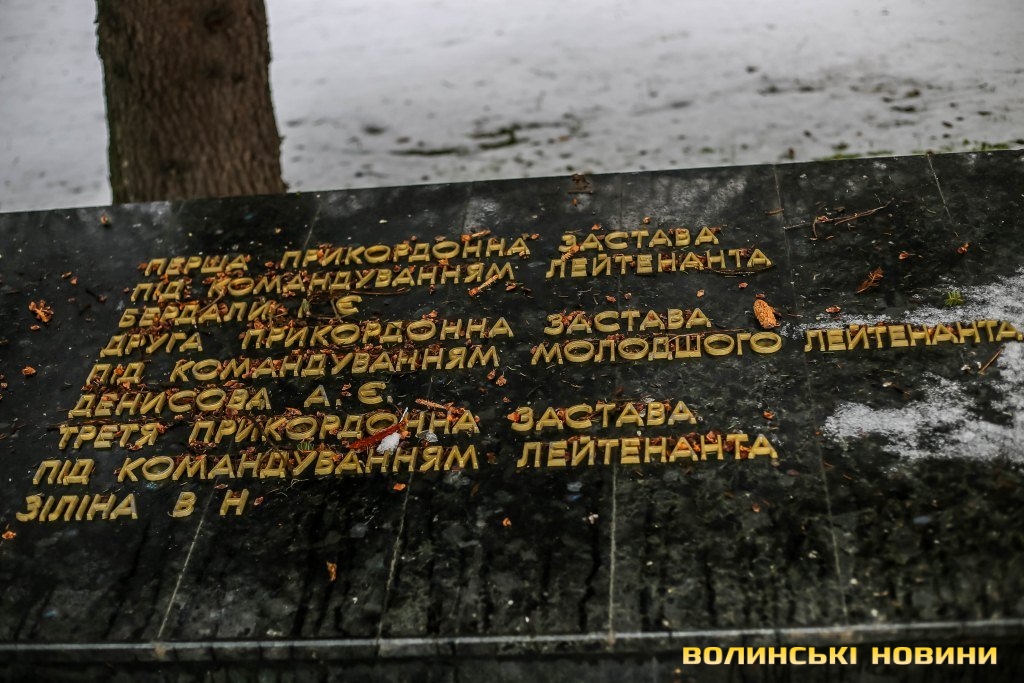 ПЕРША ПРИКОРДОННА ЗАСТАВА
ПІД КОМАНДУВАННЯМ ЛЕЙТЕНАНТА
Є
ДРУГА ПРИКОРДОННА ЗАСТАВА
ПІД КОМАНДУВАННЯМ МОЛОДШОГО ЛЕЙТЕНАНТА
ДЕНИСОВА А. Є.
ТРЕТЯ ПРИКОРДОННА ЗАСТАВА
ПІД КОМАНДУВАННЯМ ЛЕЙТЕНАНТА
ЗІЛІНА В Н
ВОЛИНСЬКІ НОВИНИ